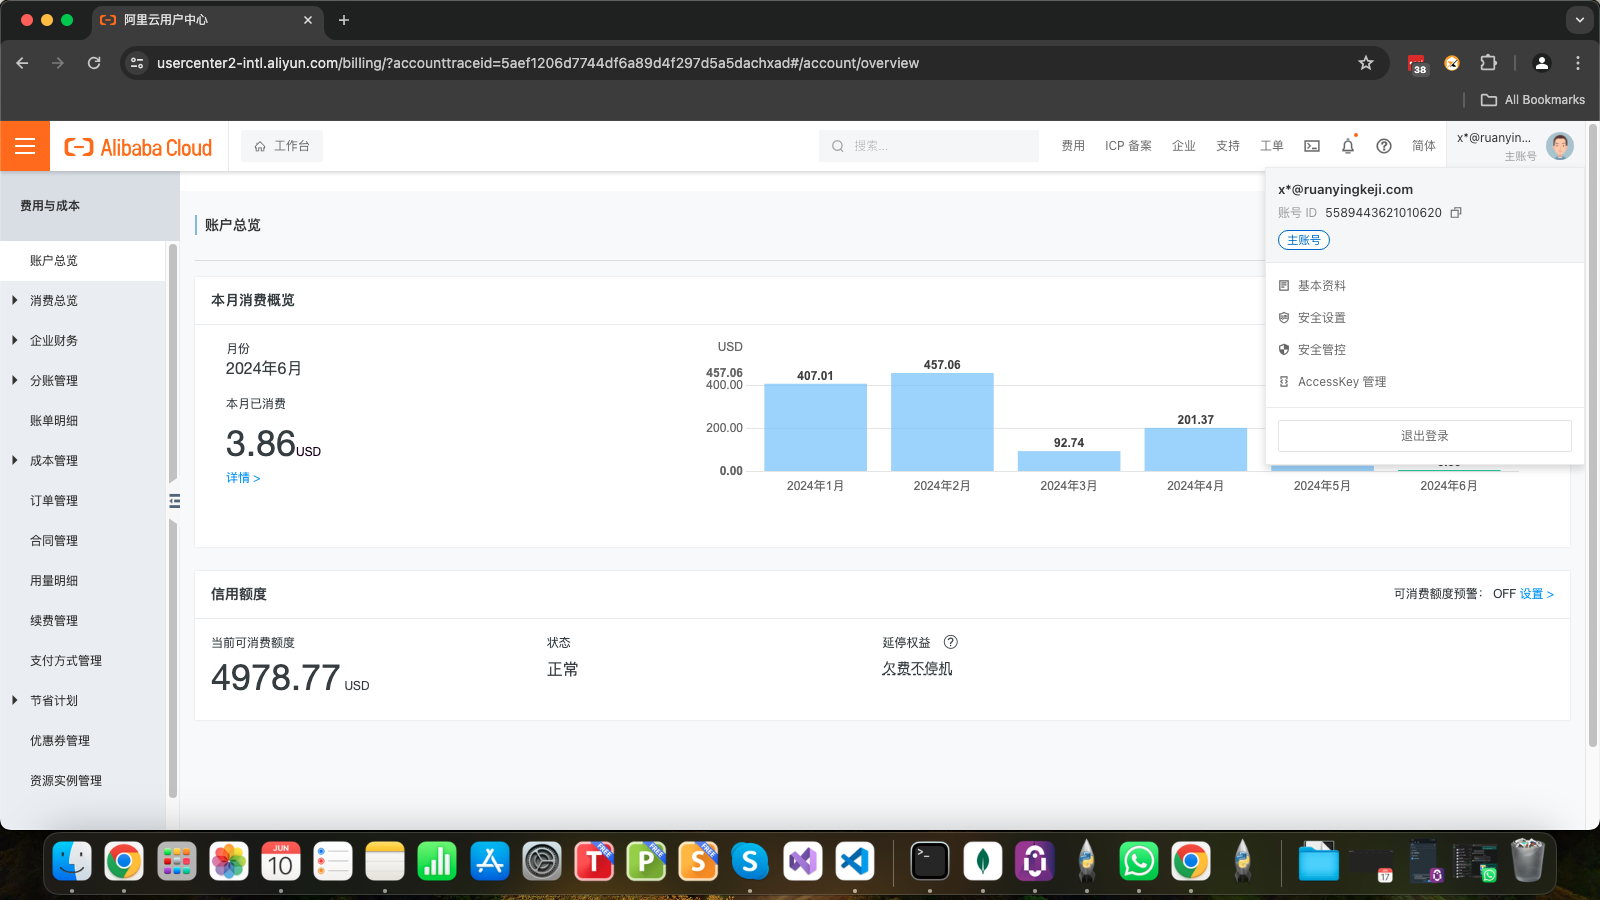 阿里云用户中心
usercenter2-intl.aliyun.com/billing/?accounttraceid=5aef1206d7744df6a89d4f297d5a5dachxad#/account/overview
38
All Bookmarks
Alibaba Cloud
工作台
搜索...
费用
ICP 备案
企业
支持
工单
简体
x*@ruanyin...
主账号
x*@ruanyingkeji.com
账号 ID 5589443621010620
主账号
基本资料
安全设置
安全管控
AccessKey 管理
退出登录
费用与成本
账户总览
消费总览
企业财务
分账管理
账单明细
成本管理
订单管理
合同管理
用量明细
续费管理
支付方式管理
节省计划
优惠券管理
资源实例管理
账户总览
本月消费概览
月份
2024年6月
本月已消费
3.86USD
详情 >
USD
457.06
400.00
200.00
0.00
407.01
457.06
92.74
201.37
2024年1月
2024年2月
2024年3月
2024年4月
2024年5月
2024年6月
信用额度
可消费额度预警： OFF 设置 >
当前可消费额度
4978.77 USD
状态
正常
延停权益
欠费不停机
JUN
10
T
FREE
P
FREE
S
FREE
17